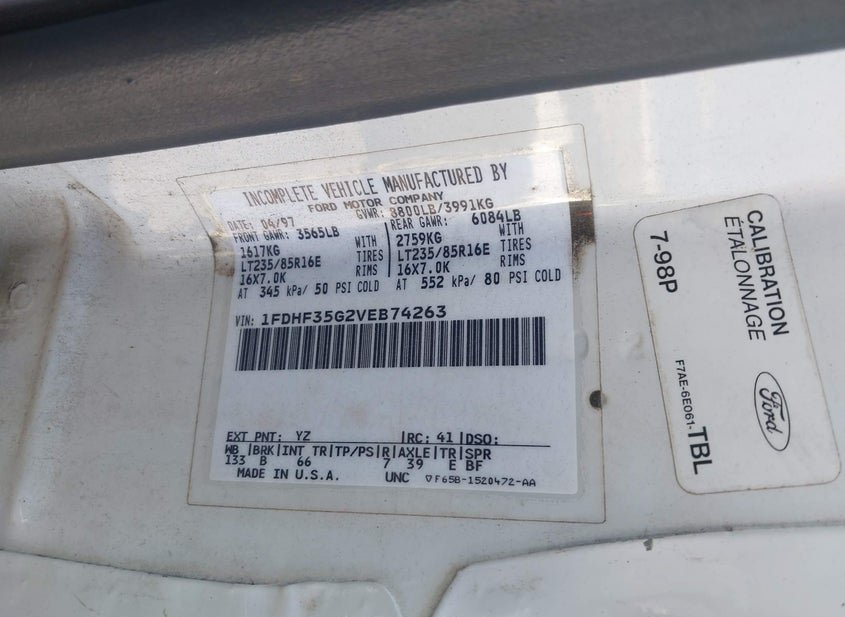 INCOMPLETE VEHICLE MANUFACTURED BY
FORD MOTOR COMPANY
DATE: 04/97 GVWR: 8800LB/3991KG
FRONT GAWR: 3565LB REAR GAWR: 6084LB
1617KG WITH 2759KG WITH
LT235/85R16E TIRES LT235/85R16E TIRES
16X7.0K RIMS 16X7.0K RIMS
AT 345 kPa/ 50 PSI COLD AT 552 kPa/ 80 PSI COLD
VIN: 1FDHF35G2VEB74263
EXT PNT: YZ |RC: 41 |DSO:
WB |BRK|INT TR|TP/PS|R|AXLE|TR|SPR
133 B 66 7 39 E BF
MADE IN U.S.A. UNC ▽F65B-1520472-AA
CALIBRATION
ÉTALONNAGE
7-98P
Ford
F7AE-6E061-TBL